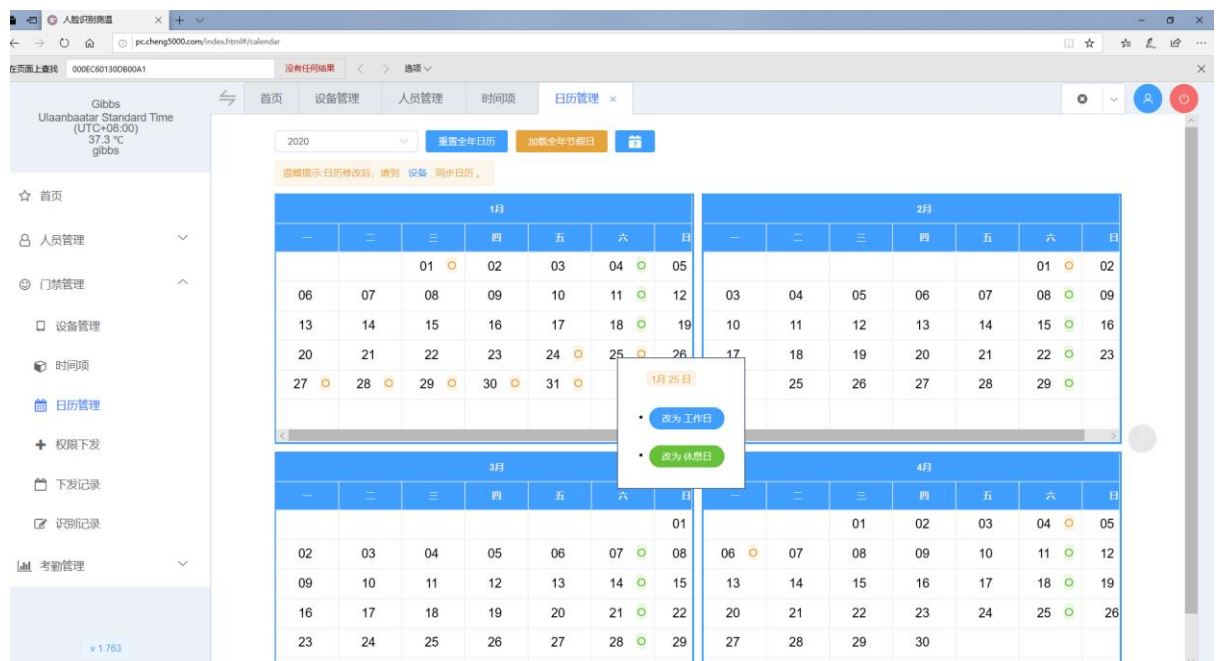 人脸识别测温
pc.cheng5000.com/index.html#/calendar
在页面上查找 000EC60130DB00A1 没有任何结果 选项
Gibbs
Ulaanbaatar Standard Time
(UTC+08:00)
37.3 ℃
gibbs
首页 设备管理 人员管理 时间项 日历管理 ×
2020 重置全年日历 加载全年节假日
温馨提示:日历修改后，请到 设备 同步日历 。
首页
人员管理
门禁管理
设备管理
时间项
日历管理
权限下发
下发记录
识别记录
考勤管理
v 1.763
1月
一 二 三 四 五 六 日
01 02 03 04 05
06 07 08 09 10 11 12
13 14 15 16 17 18 19
20 21 22 23 24 25 26
27 28 29 30 31
2月
一 二 三 四 五 六 日
01 02
03 04 05 06 07 08 09
10 11 12 13 14 15 16
17 18 19 20 21 22 23
25 26 27 28 29
1月 25 日
改为 工作日
改为 休息日
3月
一 二 三 四 五 六 日
01
02 03 04 05 06 07 08
09 10 11 12 13 14 15
16 17 18 19 20 21 22
23 24 25 26 27 28 29
4月
一 二 三 四 五 六 日
01 02 03 04 05
06 07 08 09 10 11 12
13 14 15 16 17 18 19
20 21 22 23 24 25 26
27 28 29 30